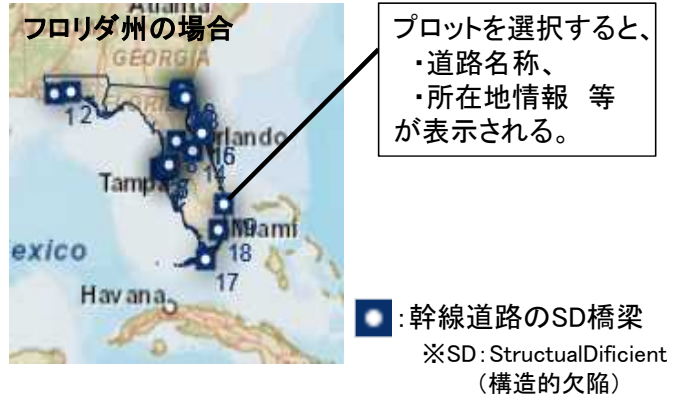 Atlanta
フロリダ州の場合
GEORGIA
1 2
Orlando
16
14
Tampa
Miami
18
17
exico
Havana
プロットを選択すると、
・道路名称、
・所在地情報 等
が表示される。
:幹線道路のSD橋梁
※SD:StructualDificient
(構造的欠陥)